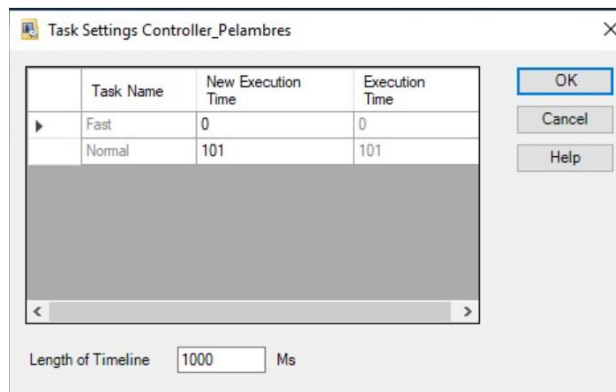 Task Settings Controller_Pelambres
Task Name New Execution Time Execution Time
Fast 0 0
Normal 101 101
OK
Cancel
Help
Length of Timeline 1000 Ms